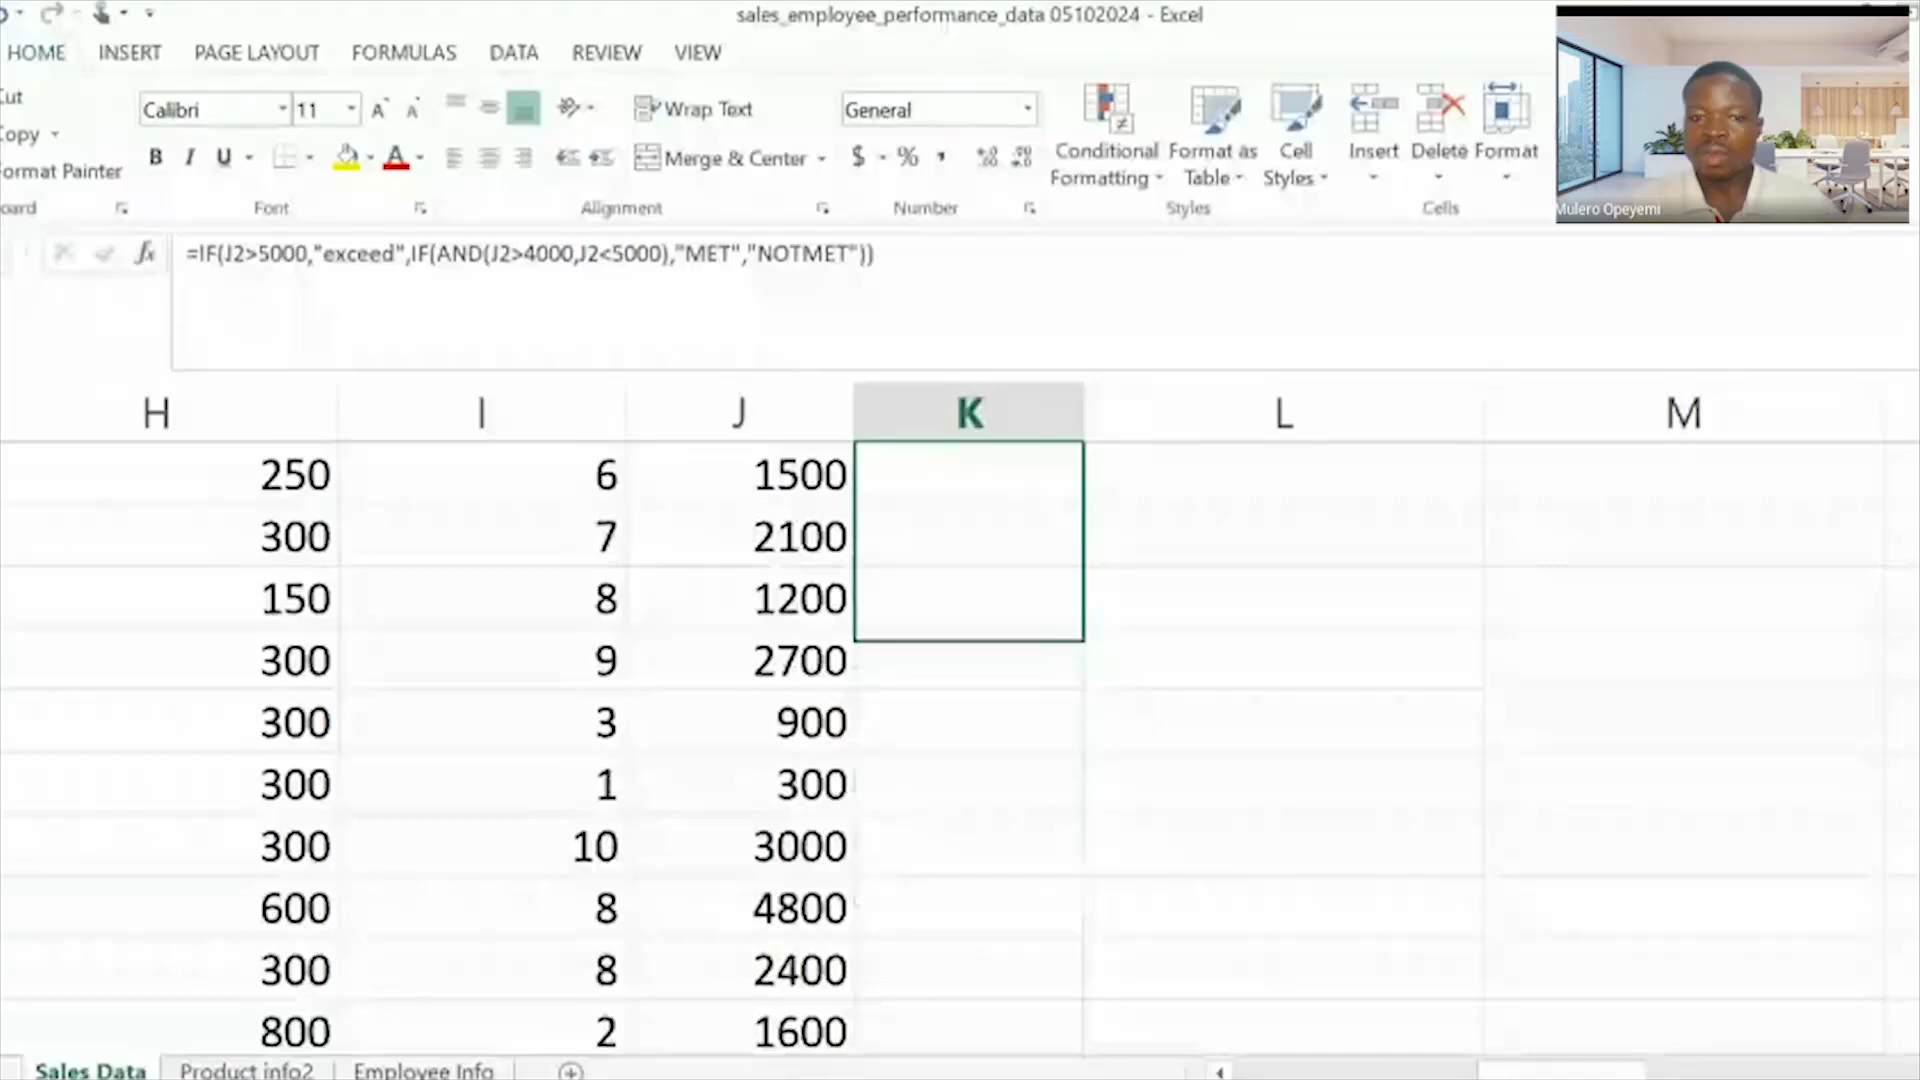 sales_employee_performance_data 05102024 - Excel
HOME INSERT PAGE LAYOUT FORMULAS DATA REVIEW VIEW
Calibri 11 Wrap Text General
Format Painter B I U A Merge & Center $ % Conditional Formatting Format as Table Cell Styles Insert Delete Format
Font Alignment Number Styles Cells
Mulero Opeyemi
fx =IF(J2>5000,"exceed",IF(AND(J2>4000,J2<5000),"MET","NOTMET"))
H I J K L M
250 6 1500
300 7 2100
150 8 1200
300 9 2700
300 3 900
300 1 300
300 10 3000
600 8 4800
300 8 2400
800 2 1600
Sales Data Product info2 Employee Info